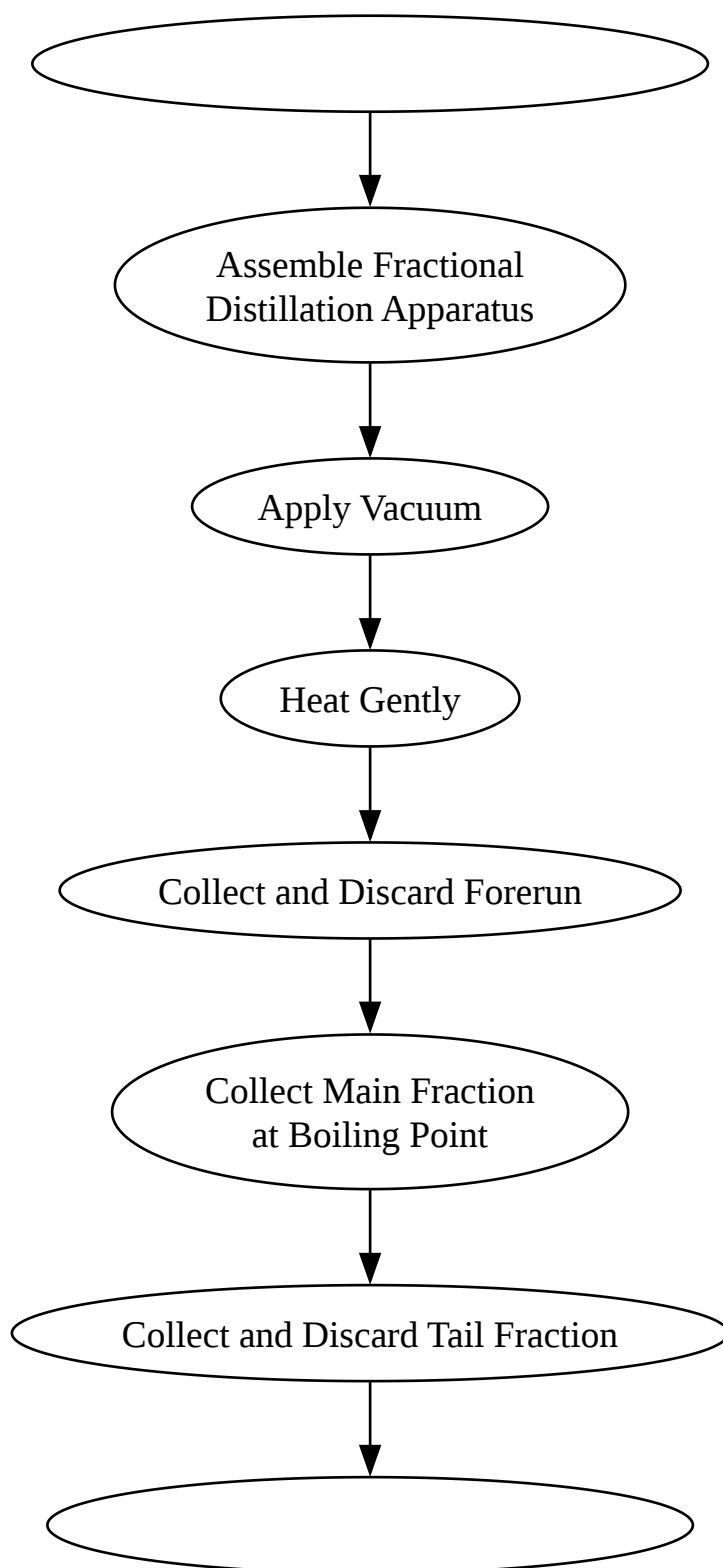 Assemble Fractional
Distillation Apparatus
Apply Vacuum
Heat Gently
Collect and Discard Forerun
Collect Main Fraction
at Boiling Point
Collect and Discard Tail Fraction